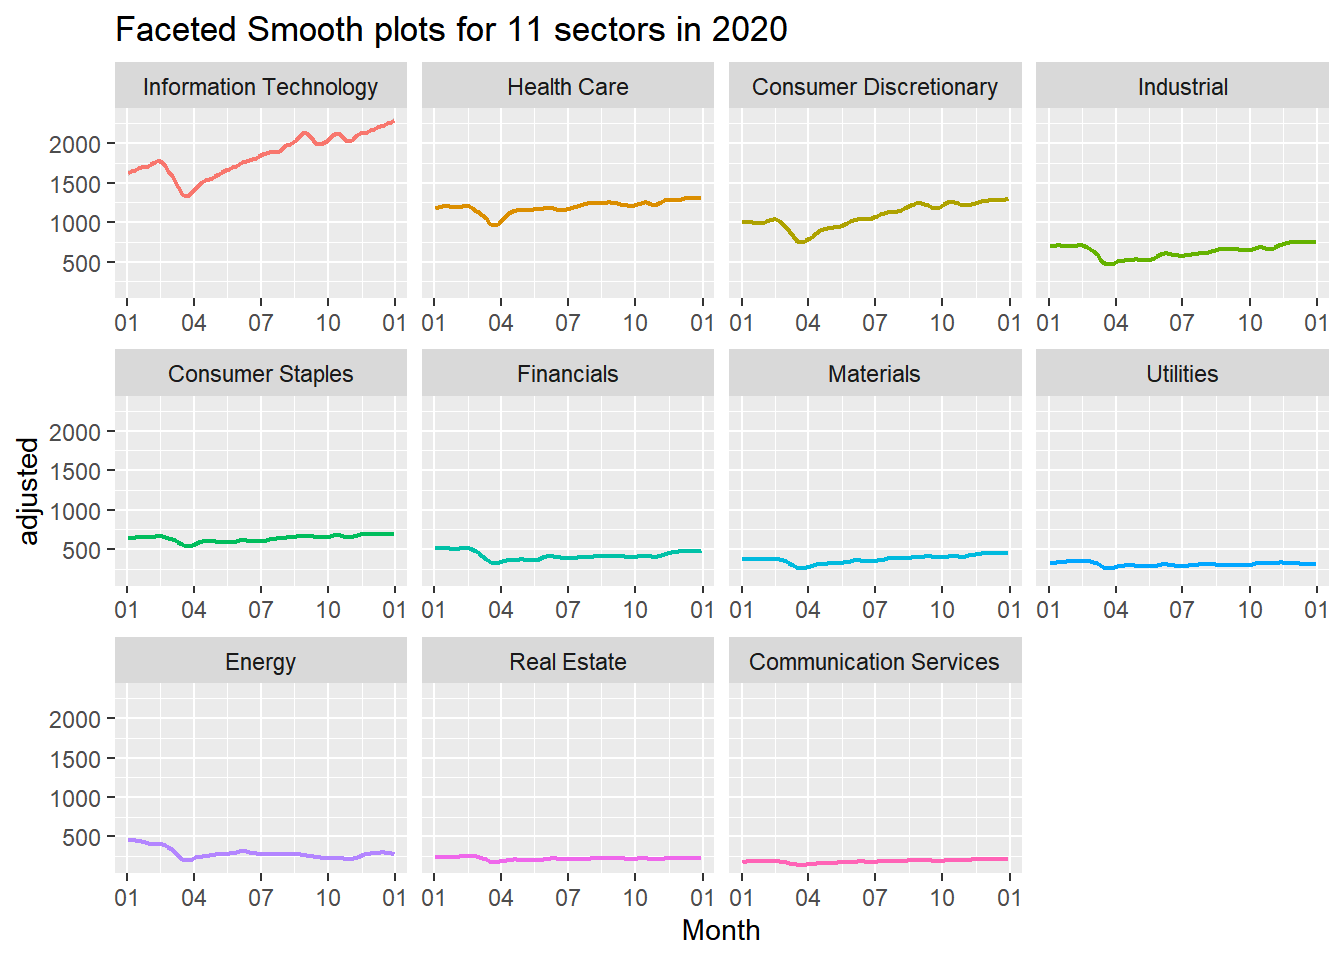 Faceted Smooth plots for 11 sectors in 2020
Information Technology Health Care Consumer Discretionary Industrial
2000
1500
1000
500
01 04 07 10 01 01 04 07 10 01 01 04 07 10 01 01 04 07 10 01
Consumer Staples Financials Materials Utilities
2000
1500
1000
500
adjusted
01 04 07 10 01 01 04 07 10 01 01 04 07 10 01 01 04 07 10 01
Energy Real Estate Communication Services
2000
1500
1000
500
01 04 07 10 01 01 04 07 10 01 01 04 07 10 01
Month